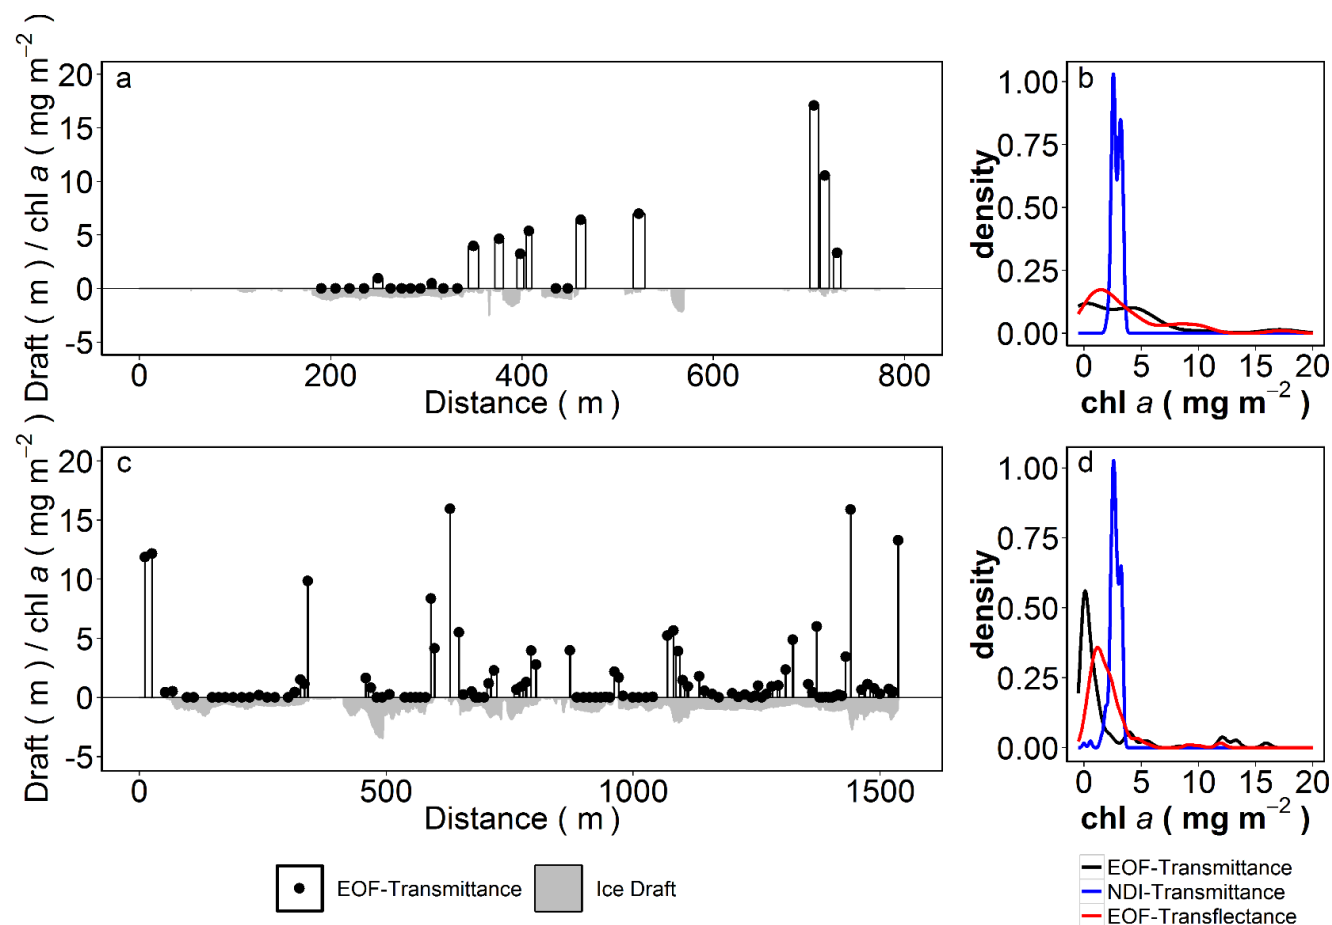 Draft ( m ) / chl a ( mg m−2 )
a
20
15
10
5
0
-5
0 200 400 600 800
Distance ( m )
b
density
1.00
0.75
0.50
0.25
0.00
0 5 10 15 20
chl a ( mg m−2 )
Draft ( m ) / chl a ( mg m−2 )
c
20
15
10
5
0
-5
0 500 1000 1500
Distance ( m )
d
density
1.00
0.75
0.50
0.25
0.00
0 5 10 15 20
chl a ( mg m−2 )
EOF-Transmittance
Ice Draft
EOF-Transmittance
NDI-Transmittance
EOF-Transflectance